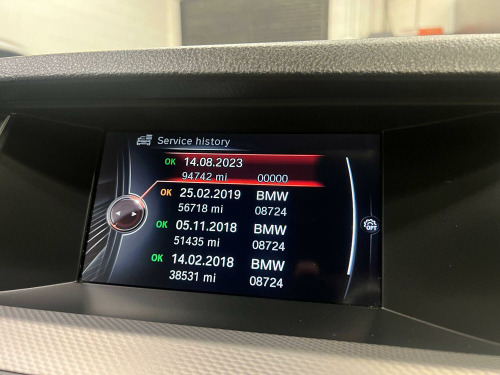 Service history
OK 14.08.2023
94742 mi 00000
OK 25.02.2019 BMW
56718 mi 08724
OK 05.11.2018 BMW
51435 mi 08724
OK 14.02.2018 BMW
38531 mi 08724
OPT